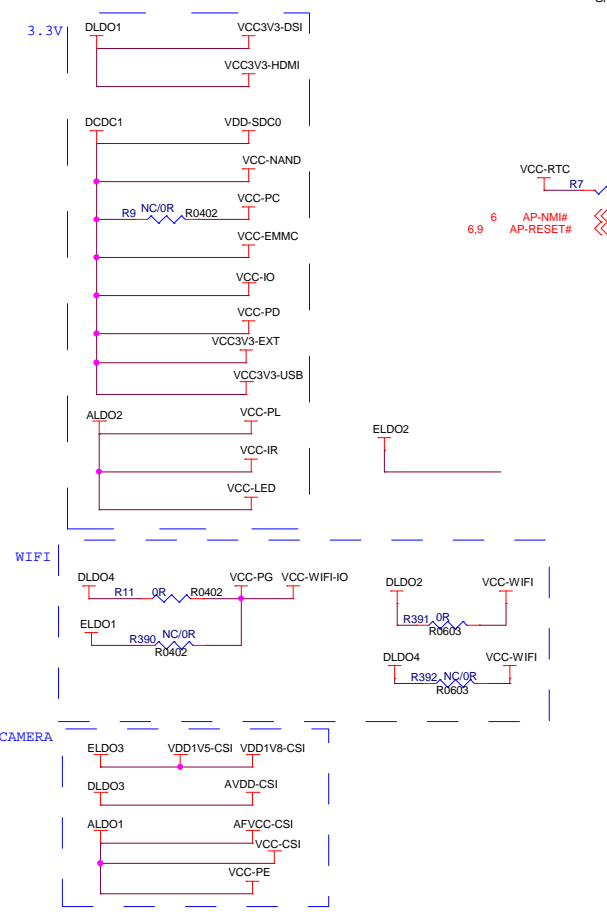 3.3V
DLDO1 VCC3V3-DSI
VCC3V3-HDMI
DCDC1 VDD-SDC0
VCC-NAND
R9 NC/0R R0402 VCC-PC
VCC-EMMC
VCC-IO
VCC-PD
VCC3V3-EXT
VCC3V3-USB
ALDO2 VCC-PL
VCC-IR
VCC-LED
VCC-RTC
R7
6 AP-NMI#
6,9 AP-RESET#
ELDO2
WIFI
DLDO4 VCC-PG VCC-WIFI-IO
R11 0R R0402
ELDO1
R390 NC/0R
R0402
DLDO2 VCC-WIFI
R391 0R
R0603
DLDO4 VCC-WIFI
R392 NC/0R
R0603
CAMERA
ELDO3 VDD1V5-CSI VDD1V8-CSI
DLDO3 AVDD-CSI
ALDO1 AFVCC-CSI
VCC-CSI
VCC-PE